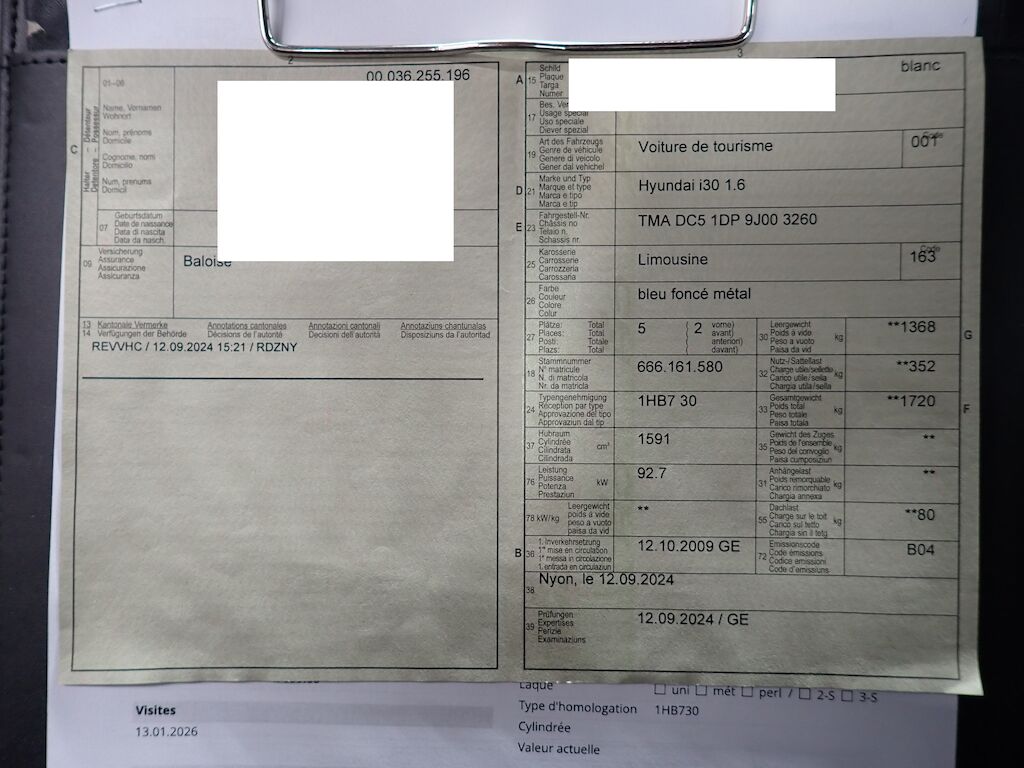 2
3
01–06
00.036.255.196
C
Halter – Détenteur
Detentore – Possessur
Name, Vornamen
Wohnort
Nom, prénoms
Domicile
Cognome, nomi
Domicilio
Num, prenums
Domicil
07
Geburtsdatum
Date de naissance
Data di nascita
Data da nasch.
09
Versicherung
Assurance
Assicurazione
Assicuranza
Baloise
13 Kantonale Vermerke Annotations cantonales Annotazioni cantonali Annotaziuns chantunalas
14 Verfügungen der Behörde Décisions de l'autorité Decisioni dell'autorità Disposiziuns da l'autoritad
REVVHC / 12.09.2024 15:21 / RDZNY
A 15
Schild
Plaque
Targa
Numer
blanc
17
Bes. Ver
Usage spécial
Uso speciale
Diever spezial
19
Art des Fahrzeugs
Genre de véhicule
Genere di veicolo
Gener dal vehichel
Voiture de tourisme
Code
001
D 21
Marke und Typ
Marque et type
Marca e tipo
Marca e tip
Hyundai i30 1.6
E 23
Fahrgestell-Nr.
Châssis no
Telaio n.
Schassis nr.
TMA DC5 1DP 9J00 3260
25
Karosserie
Carrosserie
Carrozzeria
Carossaria
Limousine
Code
163
26
Farbe
Couleur
Colore
Colur
bleu foncé métal
27
Plätze: Total
Places: Total
Posti: Totale
Plazs: Total
5 ( 2 vorne)
avant)
anteriori)
davant)
30
Leergewicht
Poids à vide
Peso a vuoto
Paisa da vid
kg
**1368
G
18
Stammnummer
N° matricule
N. di matricola
Nr. da matricla
666.161.580
32
Nutz-/Sattellast
Charge utile/sellette
Carico utile/sella
Chargia utila/sella
kg
**352
24
Typengenehmigung
Réception par type
Approvazione del tipo
Approvaziun dal tip
1HB7 30
33
Gesamtgewicht
Poids total
Peso totale
Paisa totala
kg
**1720
F
37
Hubraum
Cylindrée
Cilindrata
Cilindrada
cm³
1591
35
Gewicht des Zuges
Poids de l'ensemble
Peso del convoglio
Paisa cumposiziun
kg
**
76
Leistung
Puissance
Potenza
Prestaziun
kW
92.7
31
Anhängelast
Poids remorquable
Carico rimorchiato
Chargia annexa
kg
**
78 kW/kg
Leergewicht
poids à vide
peso a vuoto
paisa da vid
**
55
Dachlast
Charge sur le toit
Carico sul tetto
Chargia sin il tetg
kg
**80
B 36
1. Inverkehrsetzung
1re mise en circulation
1a messa in circolazione
1. entrada en circulaziun
12.10.2009 GE
72
Emissionscode
Code émissions
Codice emissioni
Code d'emissiuns
B04
38
Nyon, le 12.09.2024
39
Prüfungen
Expertises
Perizie
Examinaziuns
12.09.2024 / GE
Visites
13.01.2026
Laque
uni mét perl / 2-S 3-S
Type d'homologation 1HB730
Cylindrée
Valeur actuelle